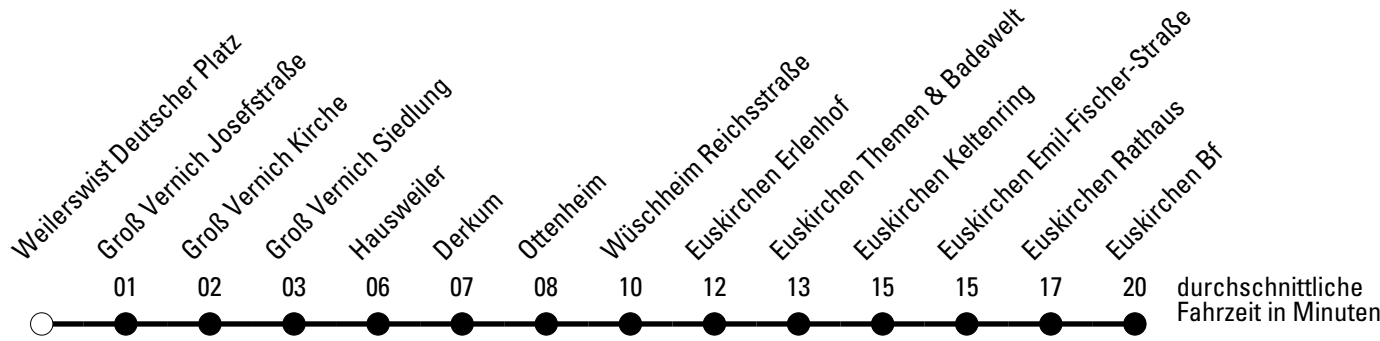 Weilerswist Deutscher Platz
Groß Vernich Josefstraße
Groß Vernich Kirche
Groß Vernich Siedlung
Hausweiler
Derkum
Ottenheim
Wüschheim Reichsstraße
Euskirchen Erlenhof
Euskirchen Themen & Badewelt
Euskirchen Keltenring
Euskirchen Emil-Fischer-Straße
Euskirchen Rathaus
Euskirchen Bf
01 02 03 06 07 08 10 12 13 15 15 17 20
durchschnittliche
Fahrzeit in Minuten